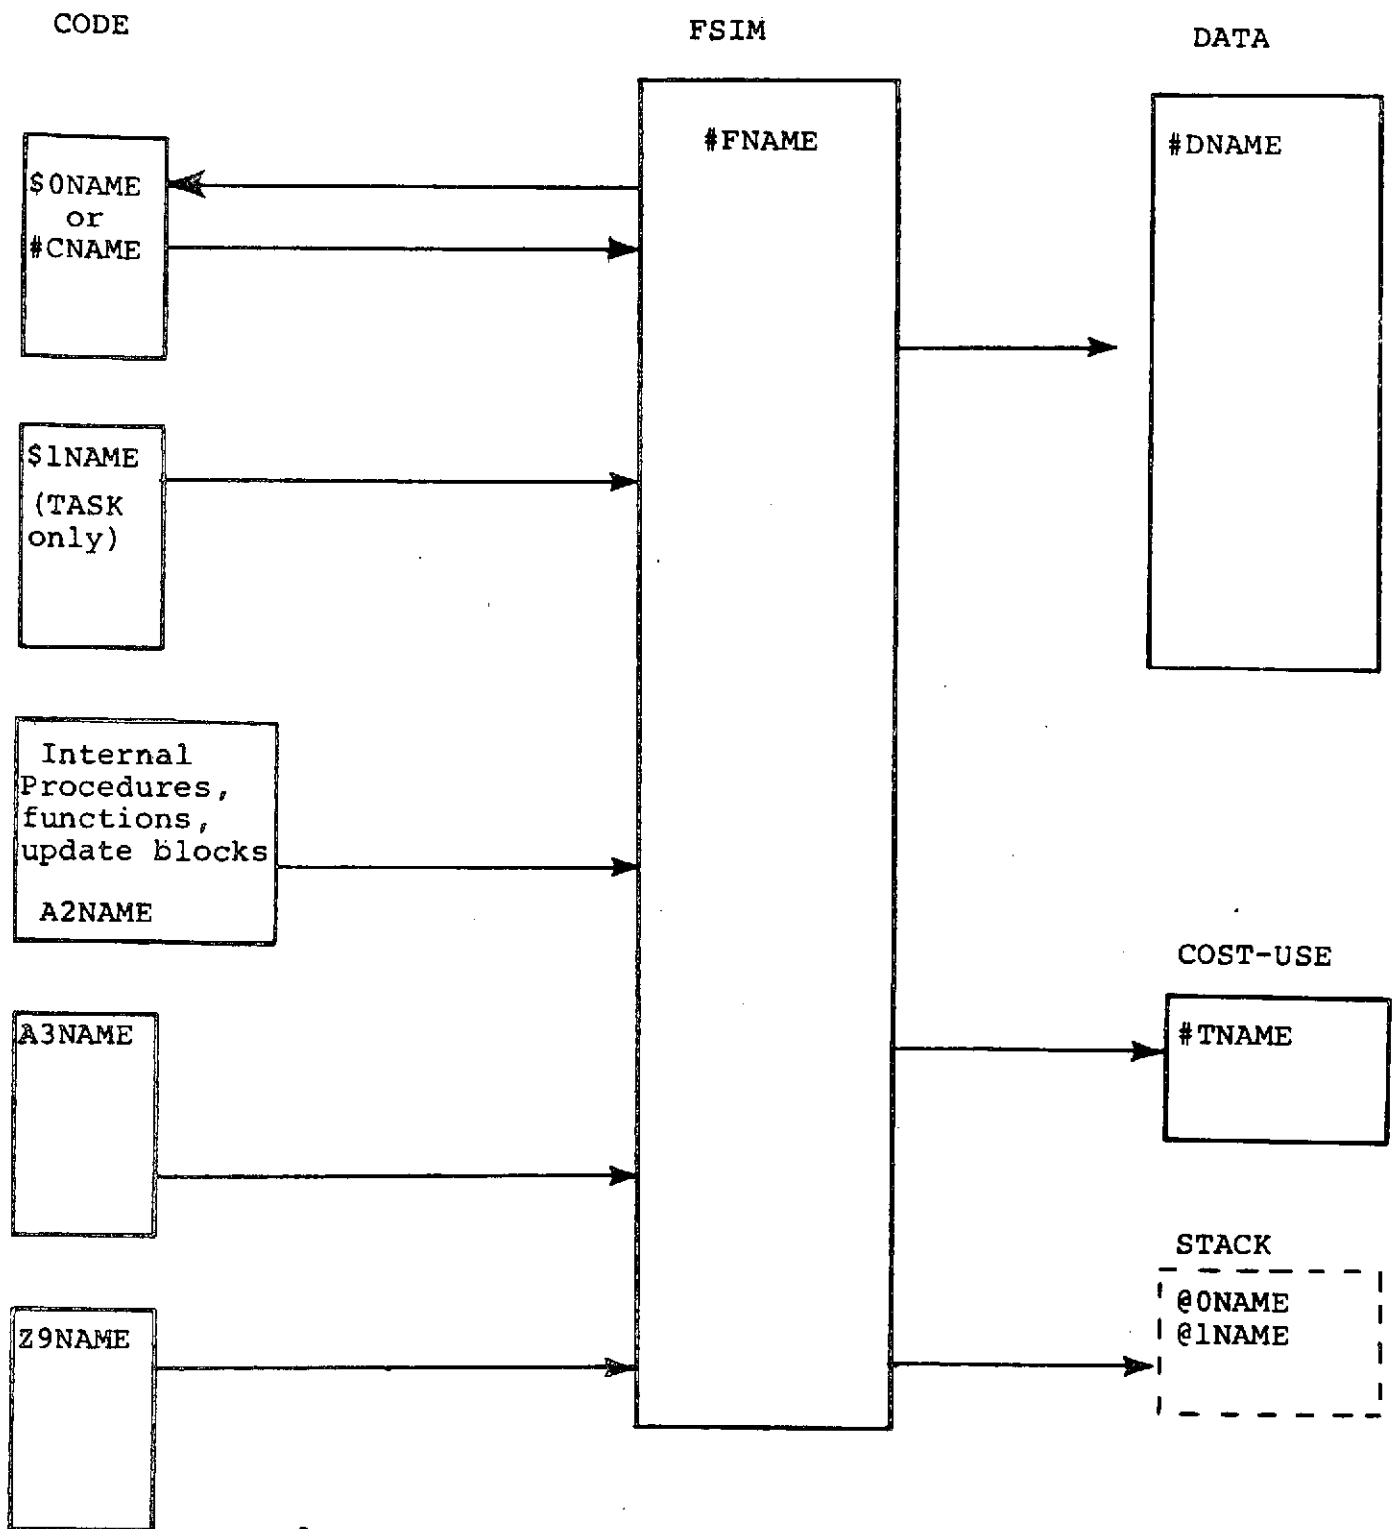 CODE
FSIM
DATA
$0NAME
or
#CNAME
#FNAME
#DNAME
$1NAME
(TASK
only)
Internal
Procedures,
functions,
update blocks
A2NAME
COST-USE
#TNAME
A3NAME
STACK
@0NAME
@1NAME
Z9NAME